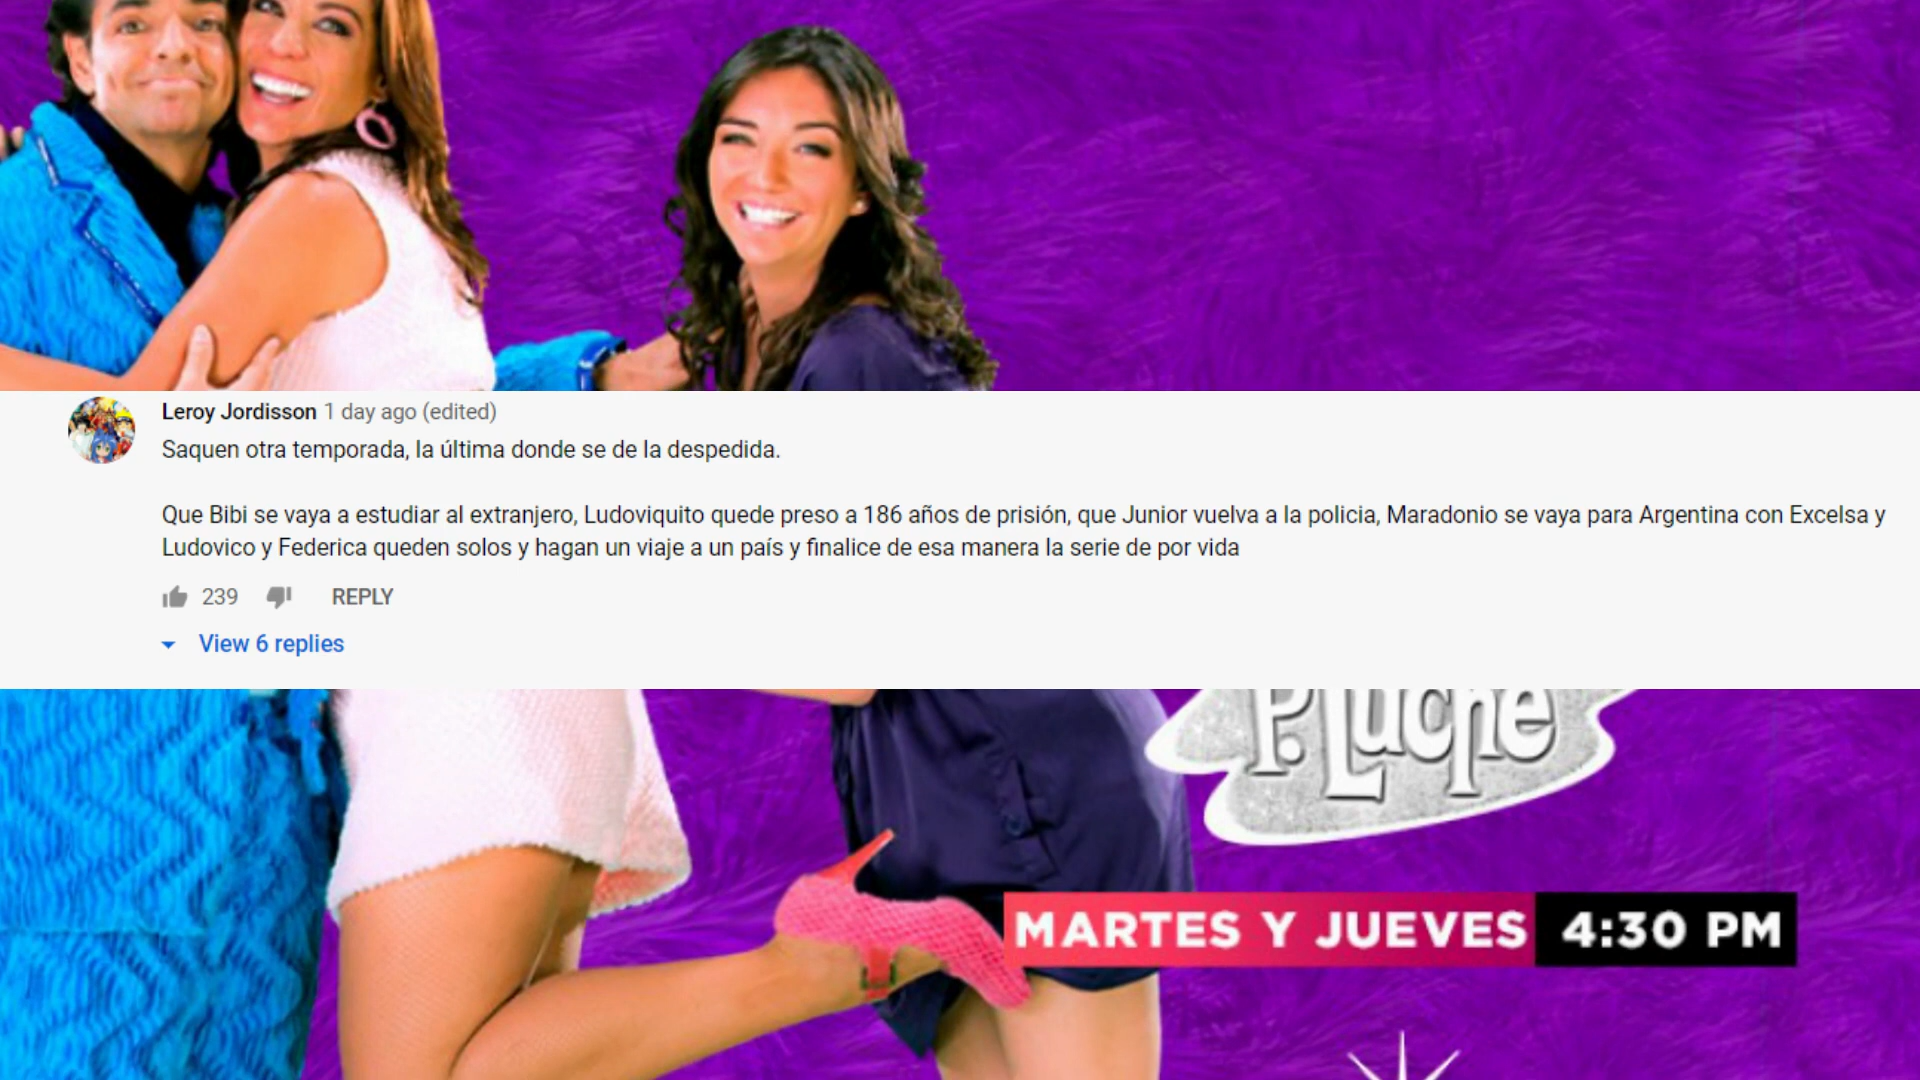 Leroy Jordisson 1 day ago (edited)
Saquen otra temporada, la última donde se de la despedida.
Que Bibi se vaya a estudiar al extranjero, Ludoviquito quede preso a 186 años de prisión, que Junior vuelva a la policia, Maradonio se vaya para Argentina con Excelsa y
Ludovico y Federica queden solos y hagan un viaje a un país y finalice de esa manera la serie de por vida
239 REPLY
View 6 replies
P. Luche
MARTES Y JUEVES 4:30 PM